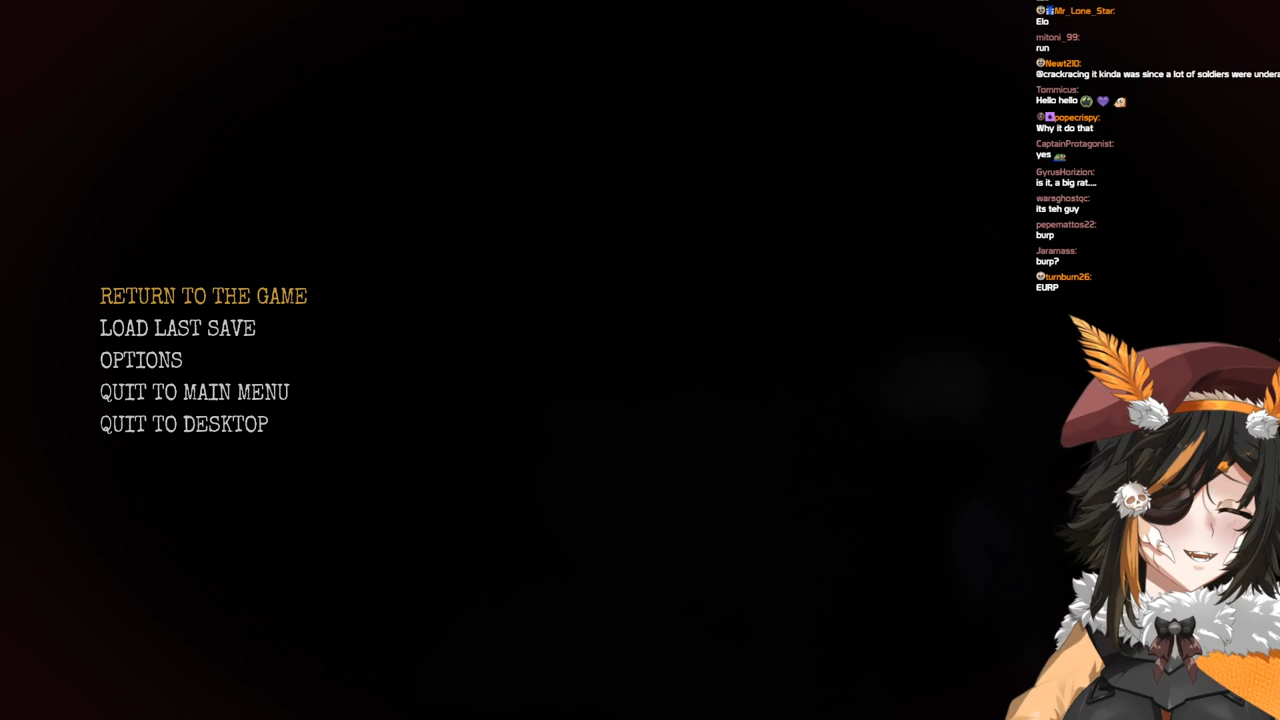 Mr_Lone_Star:
Elo
mitoni_99:
run
Newt210:
@crackracing it kinda was since a lot of soldiers were
Tommicus:
Hello hello
popecrispy:
Why it do that
CaptainProtagonist:
yes
GyrusHorizion:
is it, a big rat....
warsghostqc:
its teh guy
pepemattos22:
burp
Jaramass:
burp?
turnburn26:
EURP
RETURN TO THE GAME
LOAD LAST SAVE
OPTIONS
QUIT TO MAIN MENU
QUIT TO DESKTOP